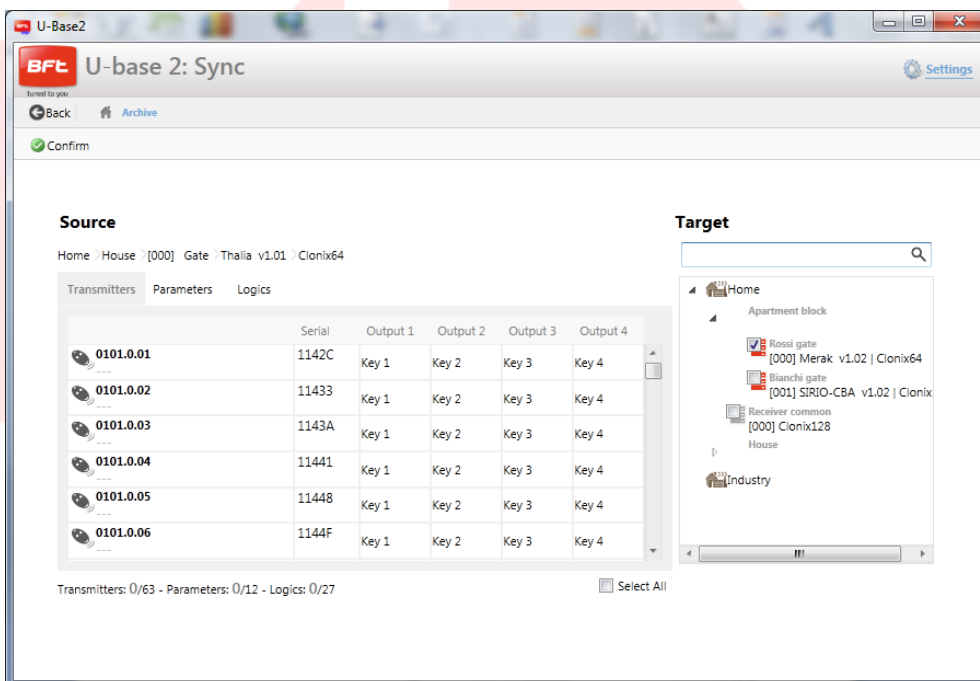 U-Base2
BFt U-base 2: Sync
tuned to you
Settings
Back Archive
Confirm
Source
Home House [000] Gate Thalia v1.01 Clonix64
Transmitters Parameters Logics
Serial Output 1 Output 2 Output 3 Output 4
0101.0.01 1142C Key 1 Key 2 Key 3 Key 4
---
0101.0.02 11433 Key 1 Key 2 Key 3 Key 4
---
0101.0.03 1143A Key 1 Key 2 Key 3 Key 4
---
0101.0.04 11441 Key 1 Key 2 Key 3 Key 4
---
0101.0.05 11448 Key 1 Key 2 Key 3 Key 4
---
0101.0.06 1144F Key 1 Key 2 Key 3 Key 4
---
Transmitters: 0/63 - Parameters: 0/12 - Logics: 0/27
Select All
Target
Home
Apartment block
Rossi gate
[000] Merak v1.02 | Clonix64
Bianchi gate
[001] SIRIO-CBA v1.02 | Clonix
Receiver common
[000] Clonix128
House
Industry